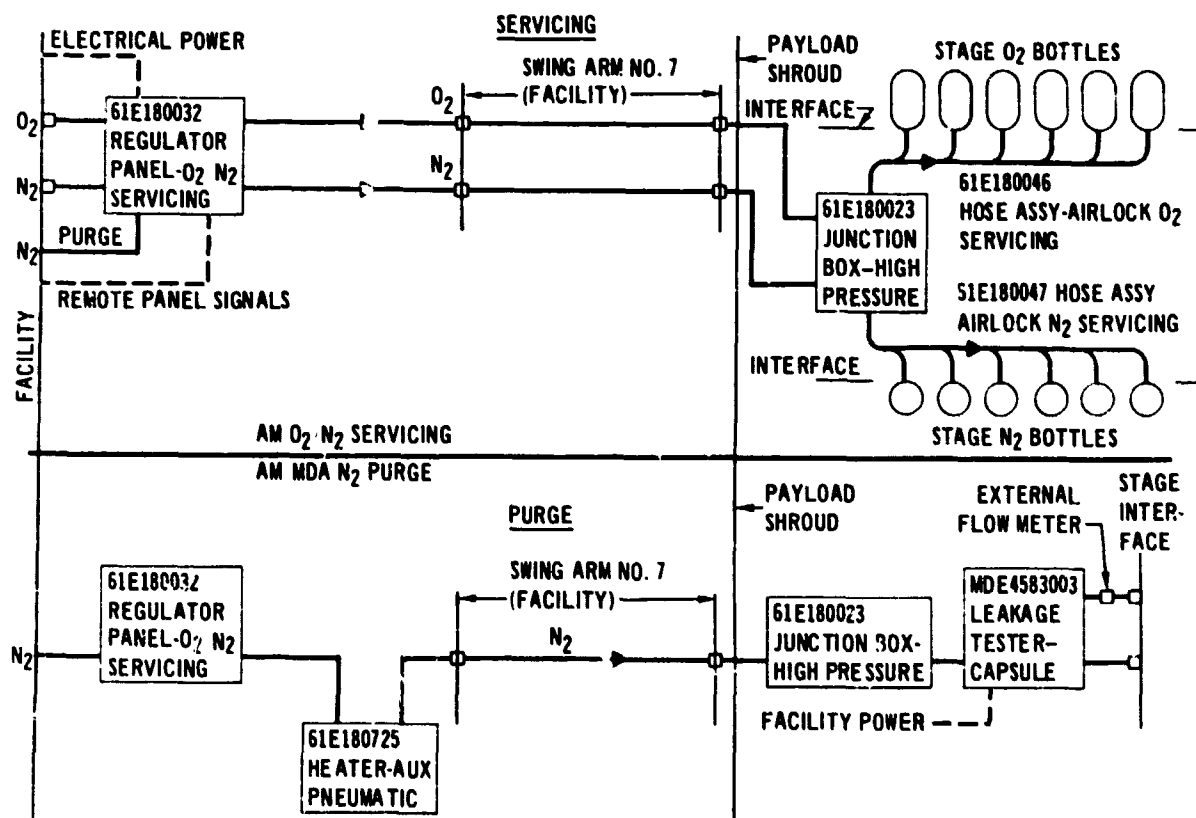 SERVICING
ELECTRICAL POWER
SWING ARM NO. 7
(FACILITY)
PAYLOAD
SHROUD
STAGE O2 BOTTLES
INTERFACE
O2
61E180032
REGULATOR
PANEL-O2 N2
SERVICING
O2
N2
N2
N2
PURGE
REMOTE PANEL SIGNALS
FACILITY
61E180023
JUNCTION
BOX-HIGH
PRESSURE
61E180046
HOSE ASSY-AIRLOCK O2
SERVICING
51E180047 HOSE ASSY
AIRLOCK N2 SERVICING
INTERFACE
STAGE N2 BOTTLES
AM O2 N2 SERVICING
AM MDA N2 PURGE
PURGE
PAYLOAD
SHROUD
EXTERNAL
FLOW METER
STAGE
INTER-
FACE
SWING ARM NO. 7
(FACILITY)
N2
N2
61E180032
REGULATOR
PANEL-O2 N2
SERVICING
61E180725
HEATER-AUX
PNEUMATIC
61E180023
JUNCTION BOX-
HIGH PRESSURE
MDE4583003
LEAKAGE
TESTER-
CAPSULE
FACILITY POWER